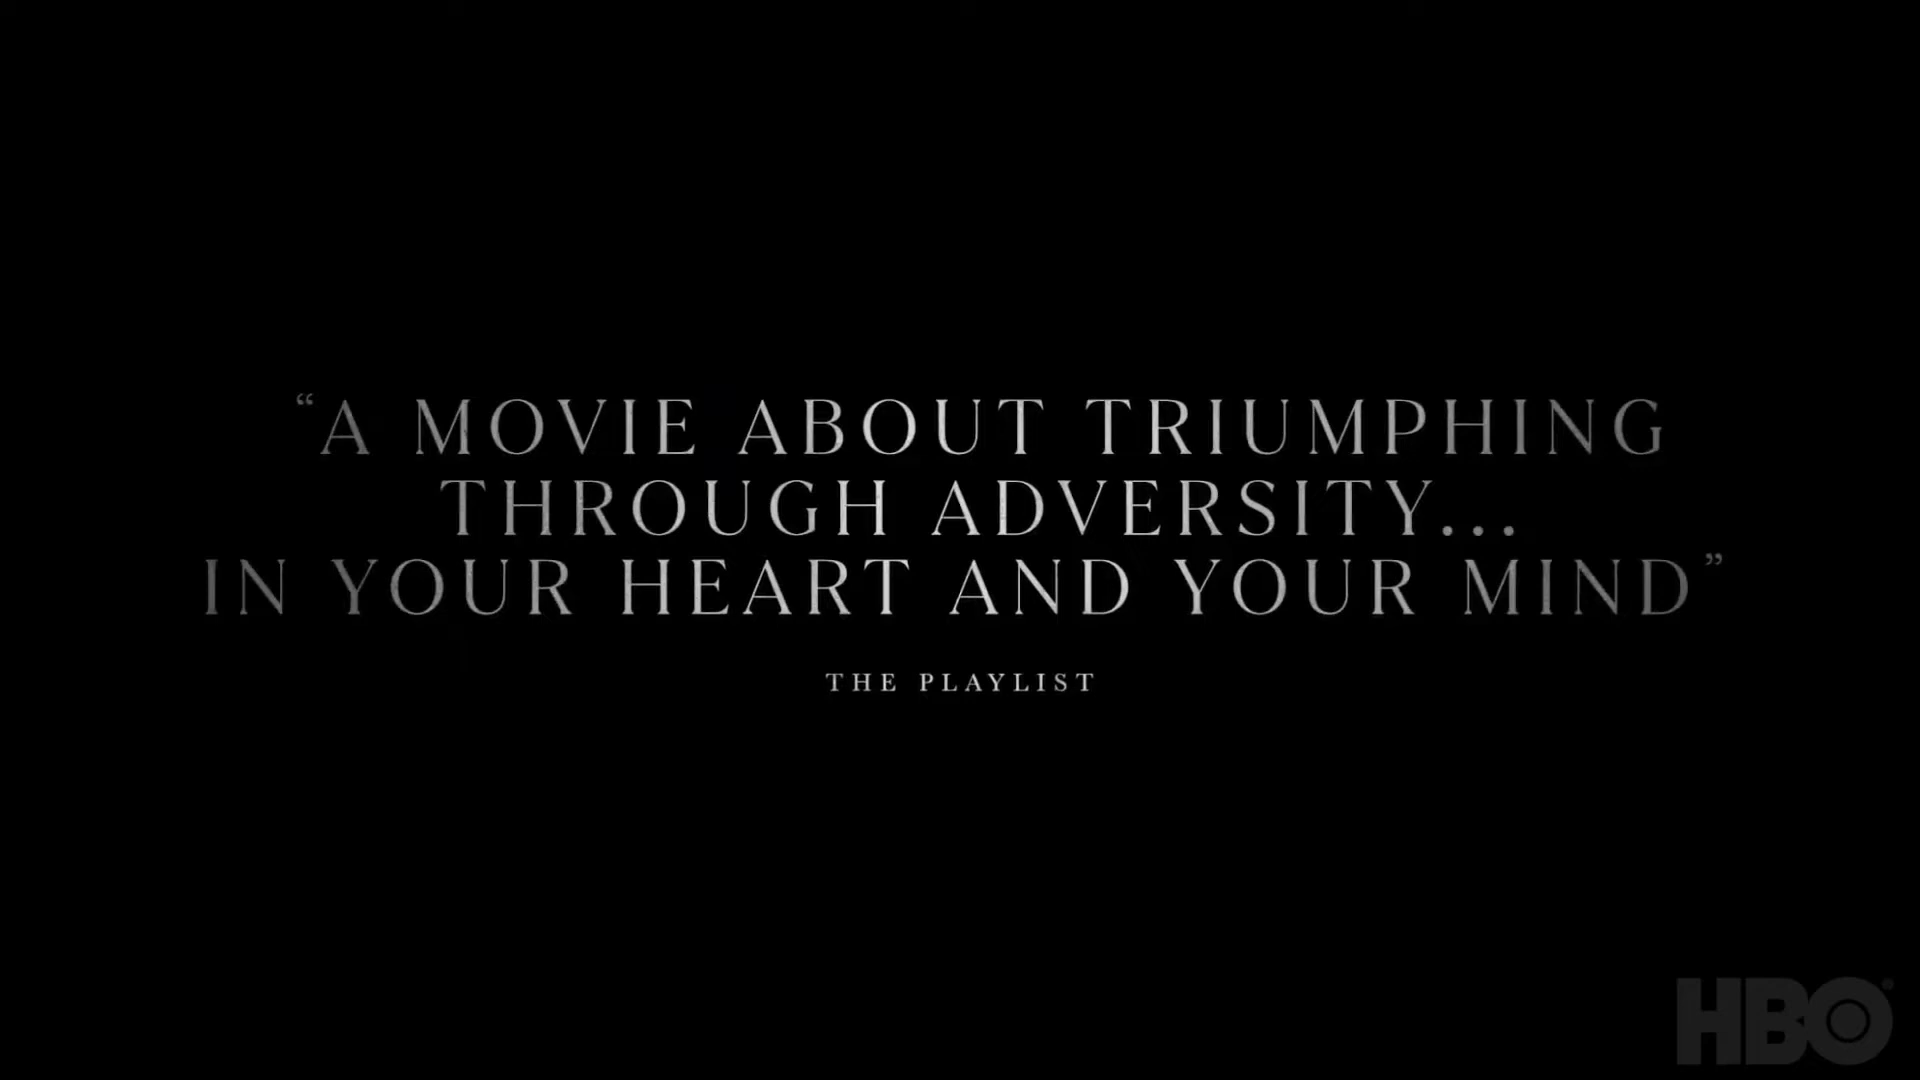 “A MOVIE ABOUT TRIUMPHING
THROUGH ADVERSITY...
IN YOUR HEART AND YOUR MIND”
THE PLAYLIST
HBO